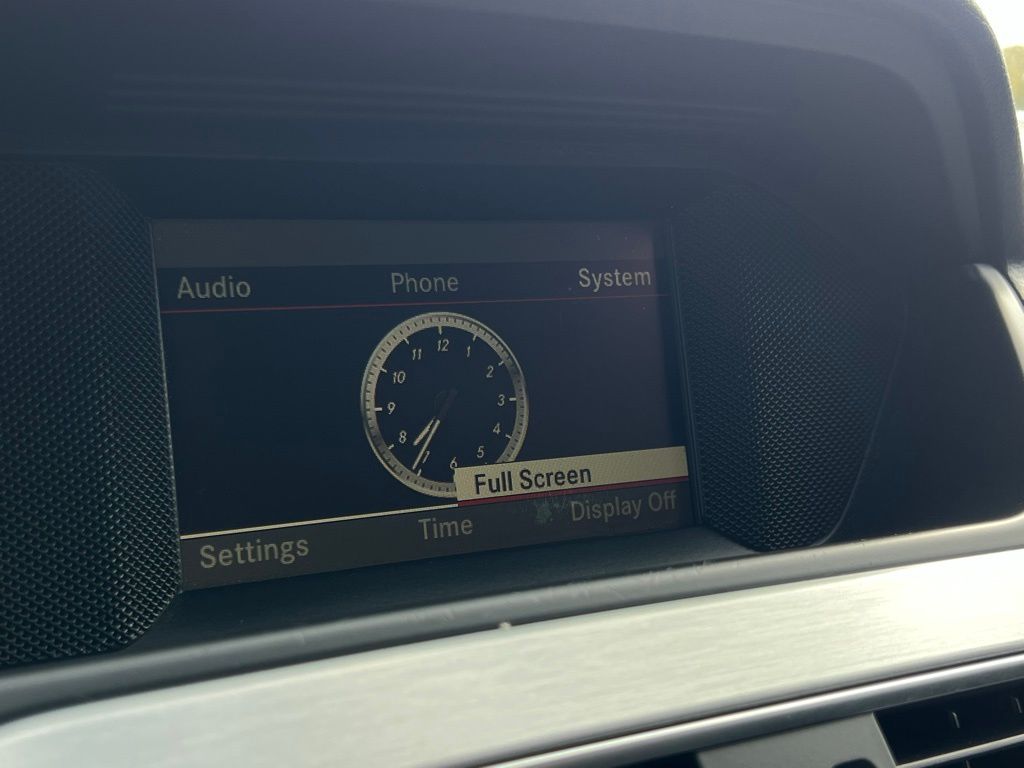 Audio Phone System
12
11 1
10 2
9 3
8 4
7 6 5
Full Screen
Settings Time Display Off